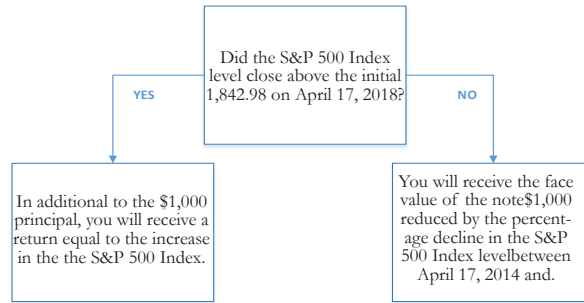 Did the S&P 500 Index
level close above the initial
1,842.98 on April 17, 2018?
YES
NO
In additional to the $1,000
principal, you will receive a
return equal to the increase
in the the S&P 500 Index.
You will receive the face
value of the note$1,000
reduced by the percent-
age decline in the S&P
500 Index levelbetween
April 17, 2014 and.